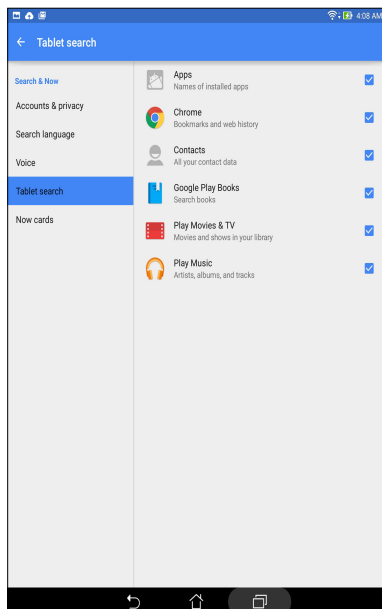 4:08 AM
Tablet search
Search & Now
Accounts & privacy
Search language
Voice
Tablet search
Now cards
Apps
Names of installed apps
Chrome
Bookmarks and web history
Contacts
All your contact data
Google Play Books
Search books
Play Movies & TV
Movies and shows in your library
Play Music
Artists, albums, and tracks